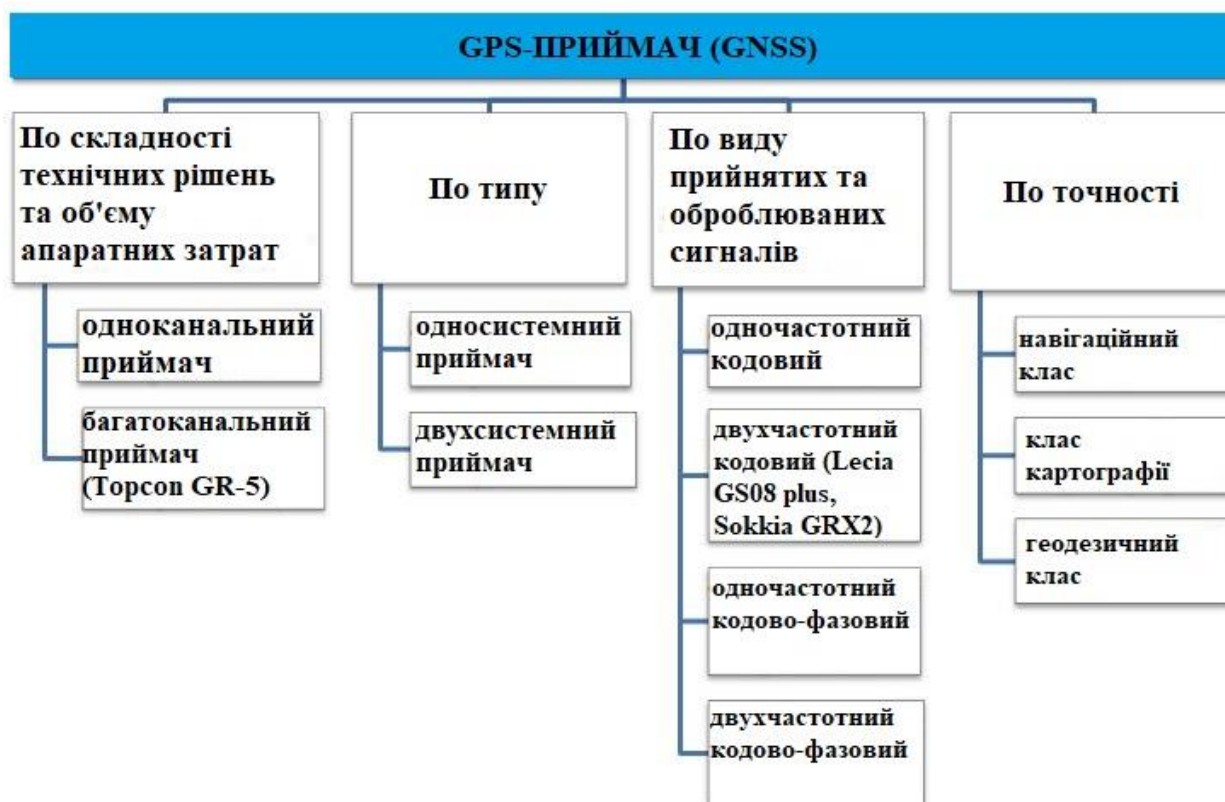 GPS-ПРИЙМАЧ (GNSS)
По складності
технічних рішень
та об'єму
апаратних затрат
одноканальний
приймач
багатоканальний
приймач
(Topcon GR-5)
По типу
односистемний
приймач
двухсистемний
приймач
По виду
прийнятих та
оброблюваних
сигналів
одночастотний
кодовий
двухчастотний
кодовий (Lecia
GS08 plus,
Sokkia GRX2)
одночастотний
кодово-фазовий
двухчастотний
кодово-фазовий
По точності
навігаційний
клас
клас
картографії
геодезичний
клас